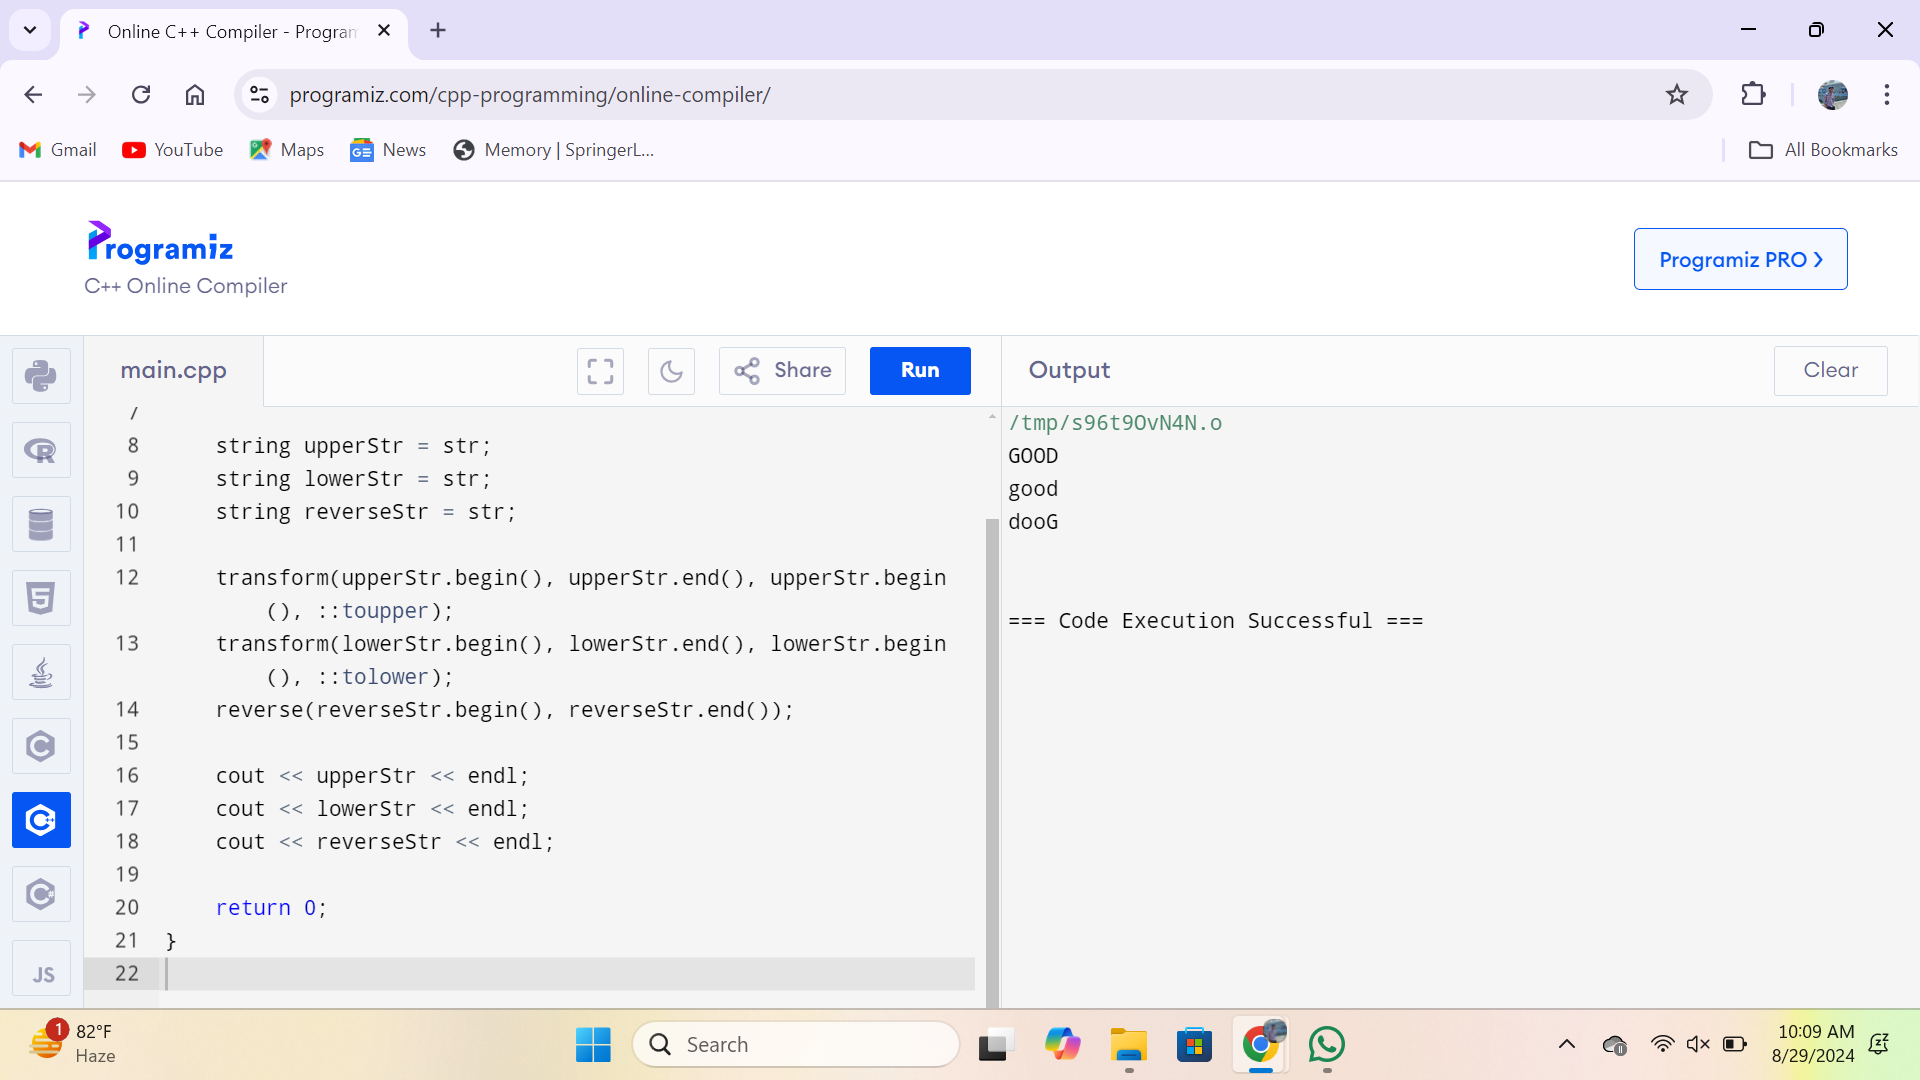 Online C++ Compiler - Program
programiz.com/cpp-programming/online-compiler/
Gmail
YouTube
Maps
News
Memory | SpringerL...
All Bookmarks
Programiz
C++ Online Compiler
Programiz PRO ›
main.cpp
Share
Run
Output
Clear
7
8 string upperStr = str;
9 string lowerStr = str;
10 string reverseStr = str;
11
12 transform(upperStr.begin(), upperStr.end(), upperStr.begin
(), ::toupper);
13 transform(lowerStr.begin(), lowerStr.end(), lowerStr.begin
(), ::tolower);
14 reverse(reverseStr.begin(), reverseStr.end());
15
16 cout << upperStr << endl;
17 cout << lowerStr << endl;
18 cout << reverseStr << endl;
19
20 return 0;
21 }
22
/tmp/s96t9OvN4N.o
GOOD
good
dooG
=== Code Execution Successful ===
JS
1
82°F
Haze
Search
10:09 AM
8/29/2024